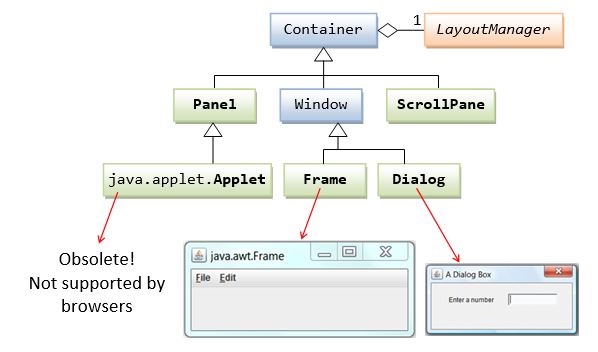 Container
1
LayoutManager
Panel
Window
ScrollPane
java.applet.Applet
Frame
Dialog
Obsolete!
Not supported by
browsers
java.awt.Frame
File Edit
A Dialog Box
Enter a number